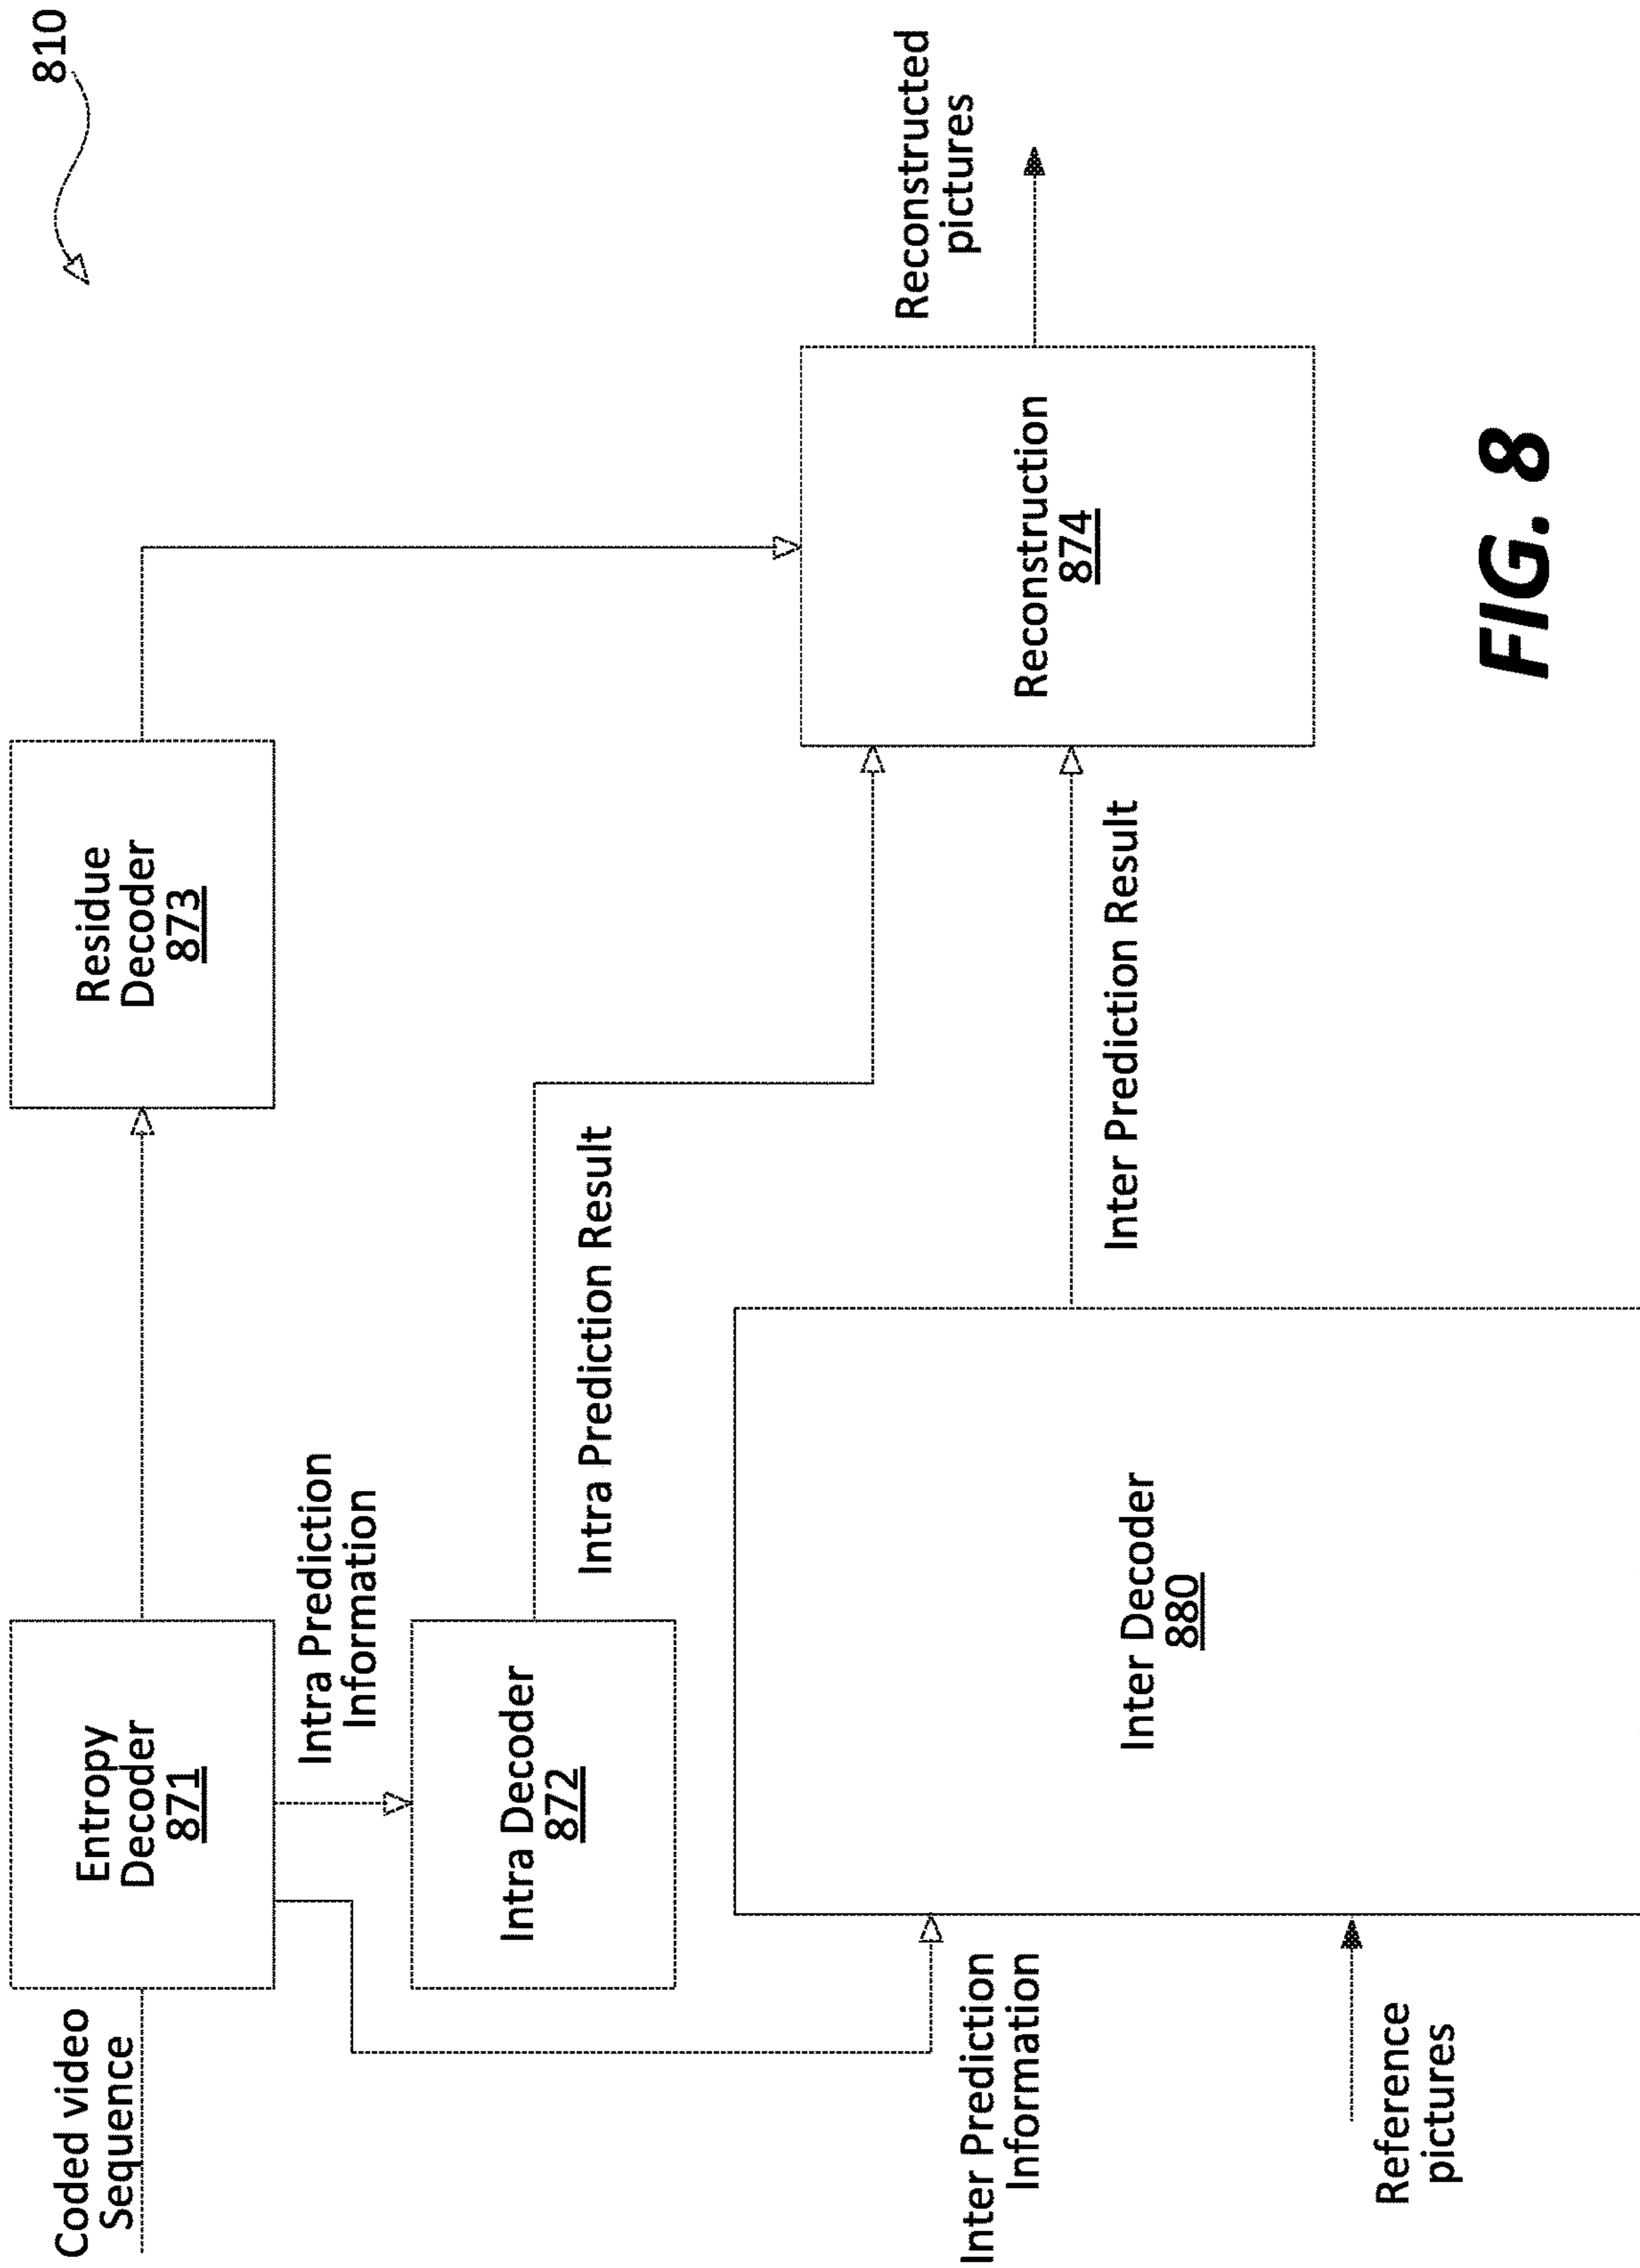 810
Coded video
Sequence
Entropy
Decoder
871
Residue
Decoder
873
Intra Prediction
Information
Intra Decoder
872
Intra Prediction Result
Inter Prediction
Information
Inter Decoder
880
Reference
pictures
Inter Prediction Result
Reconstruction
874
Reconstructed
pictures
FIG. 8